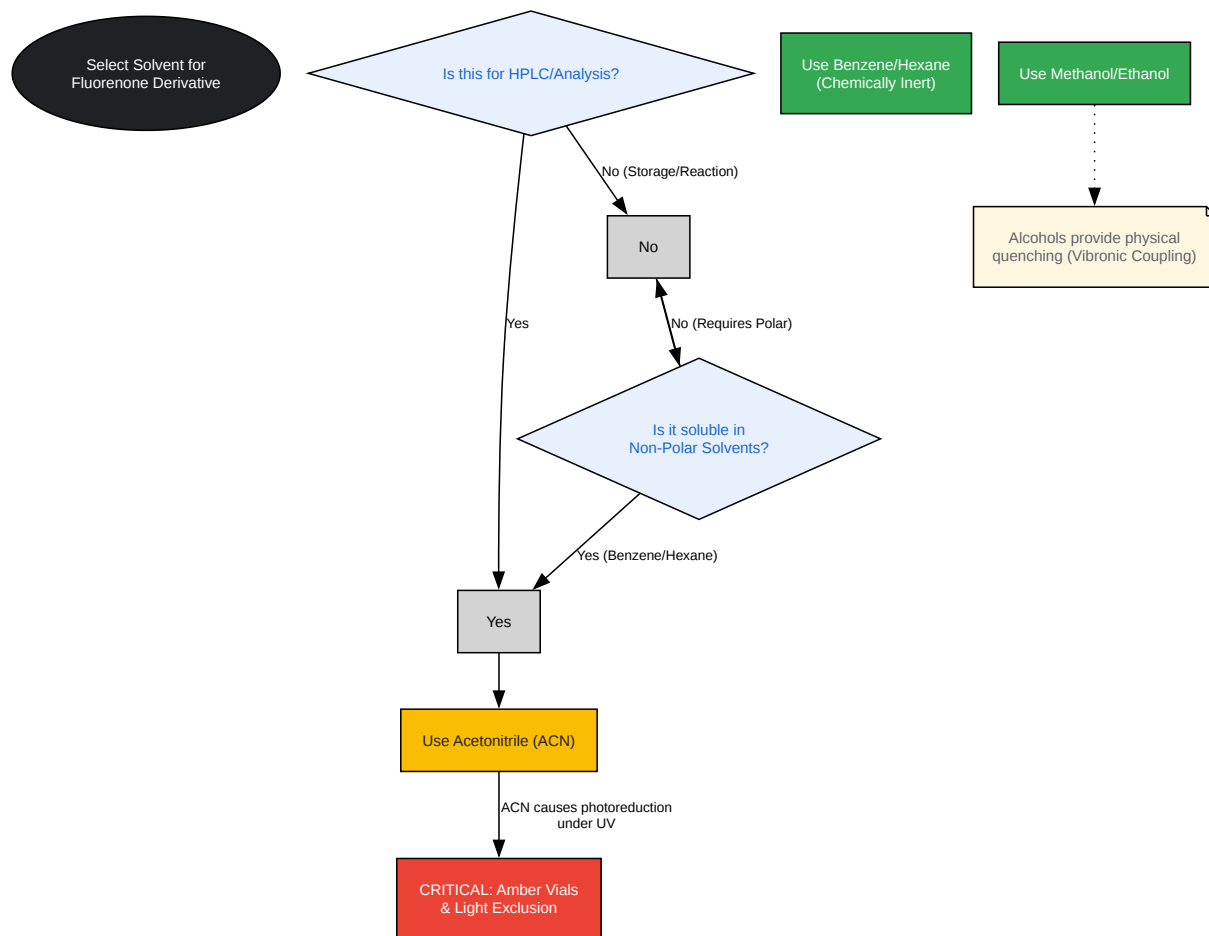 Select Solvent for
Fluorenone Derivative
Is this for HPLC/Analysis?
Use Benzene/Hexane
(Chemically Inert)
Use Methanol/Ethanol
No (Storage/Reaction)
No
Alcohols provide physical
quenching (Vibronic Coupling)
Yes
No (Requires Polar)
Is it soluble in
Non-Polar Solvents?
Yes (Benzene/Hexane)
Yes
Use Acetonitrile (ACN)
ACN causes photoreduction
under UV
CRITICAL: Amber Vials
& Light Exclusion